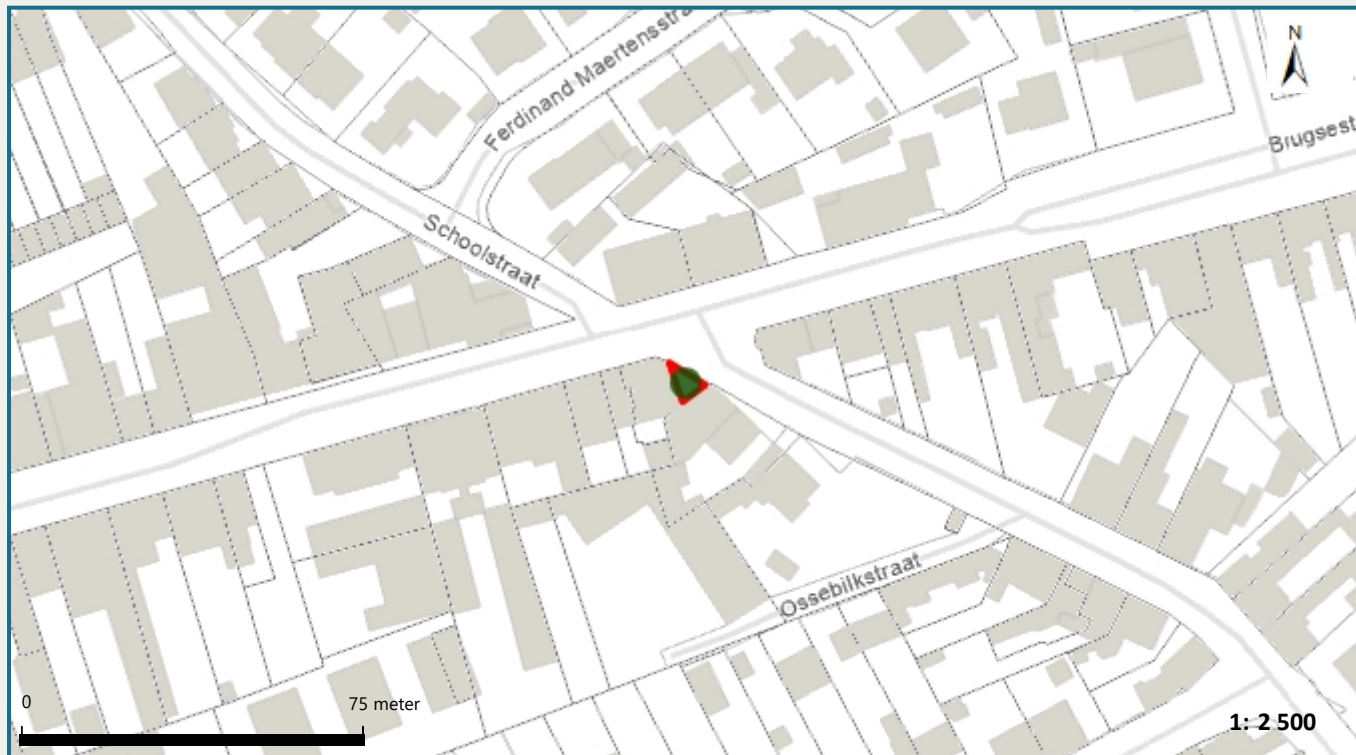 N
Ferdinand Maertensstra
Brugsest
Schoolstraat
Ossebilkstraat
0 75 meter
1: 2 500